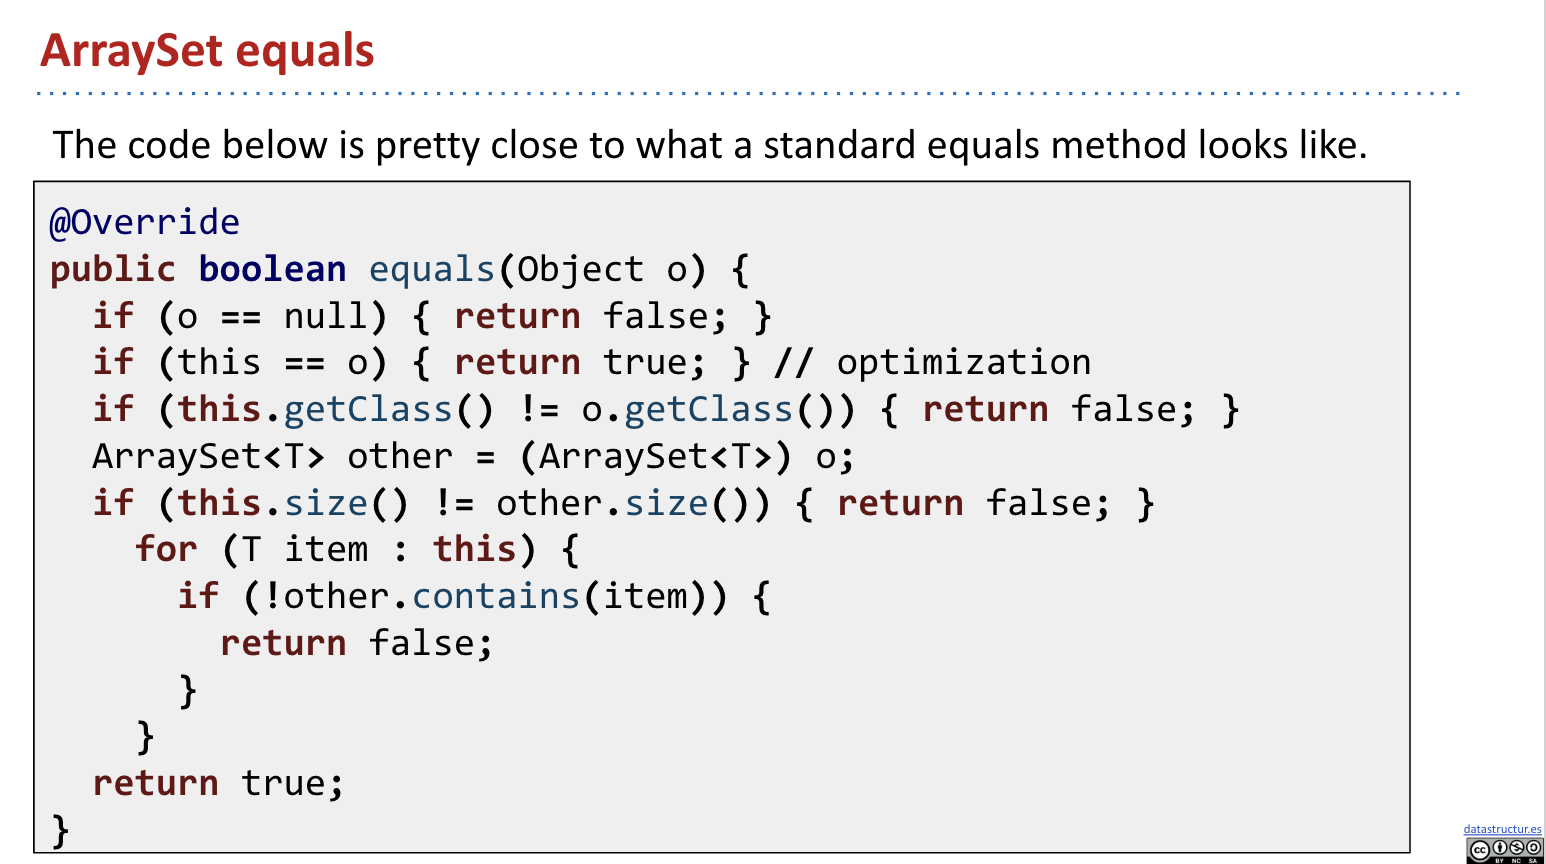 ArraySet equals
The code below is pretty close to what a standard equals method looks like.
@Override
public boolean equals(Object o) {
  if (o == null) { return false; }
  if (this == o) { return true; } // optimization
  if (this.getClass() != o.getClass()) { return false; }
  ArraySet<T> other = (ArraySet<T>) o;
  if (this.size() != other.size()) { return false; }
    for (T item : this) {
      if (!other.contains(item)) {
        return false;
      }
    }
  return true;
}
datastructur.es
cc
BY NC SA